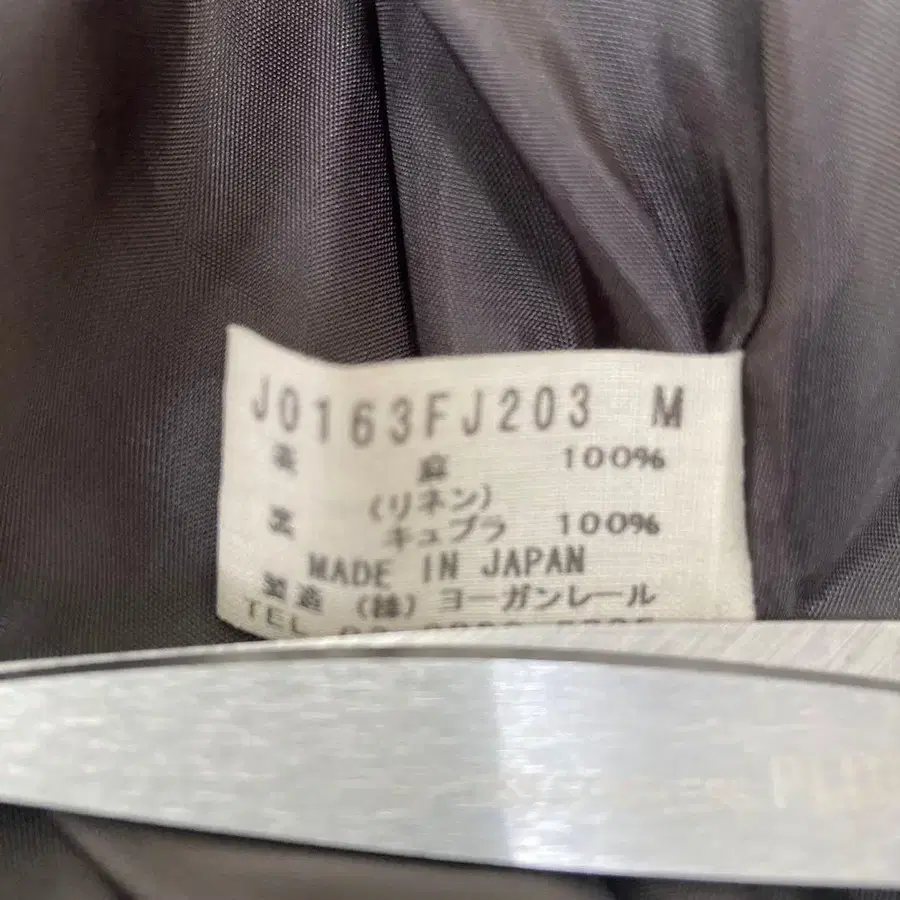 J0163FJ203 M
表 麻 100%
(リネン)
キュプラ 100%
MADE IN JAPAN
製造 (株) ヨーガンレール
TEL